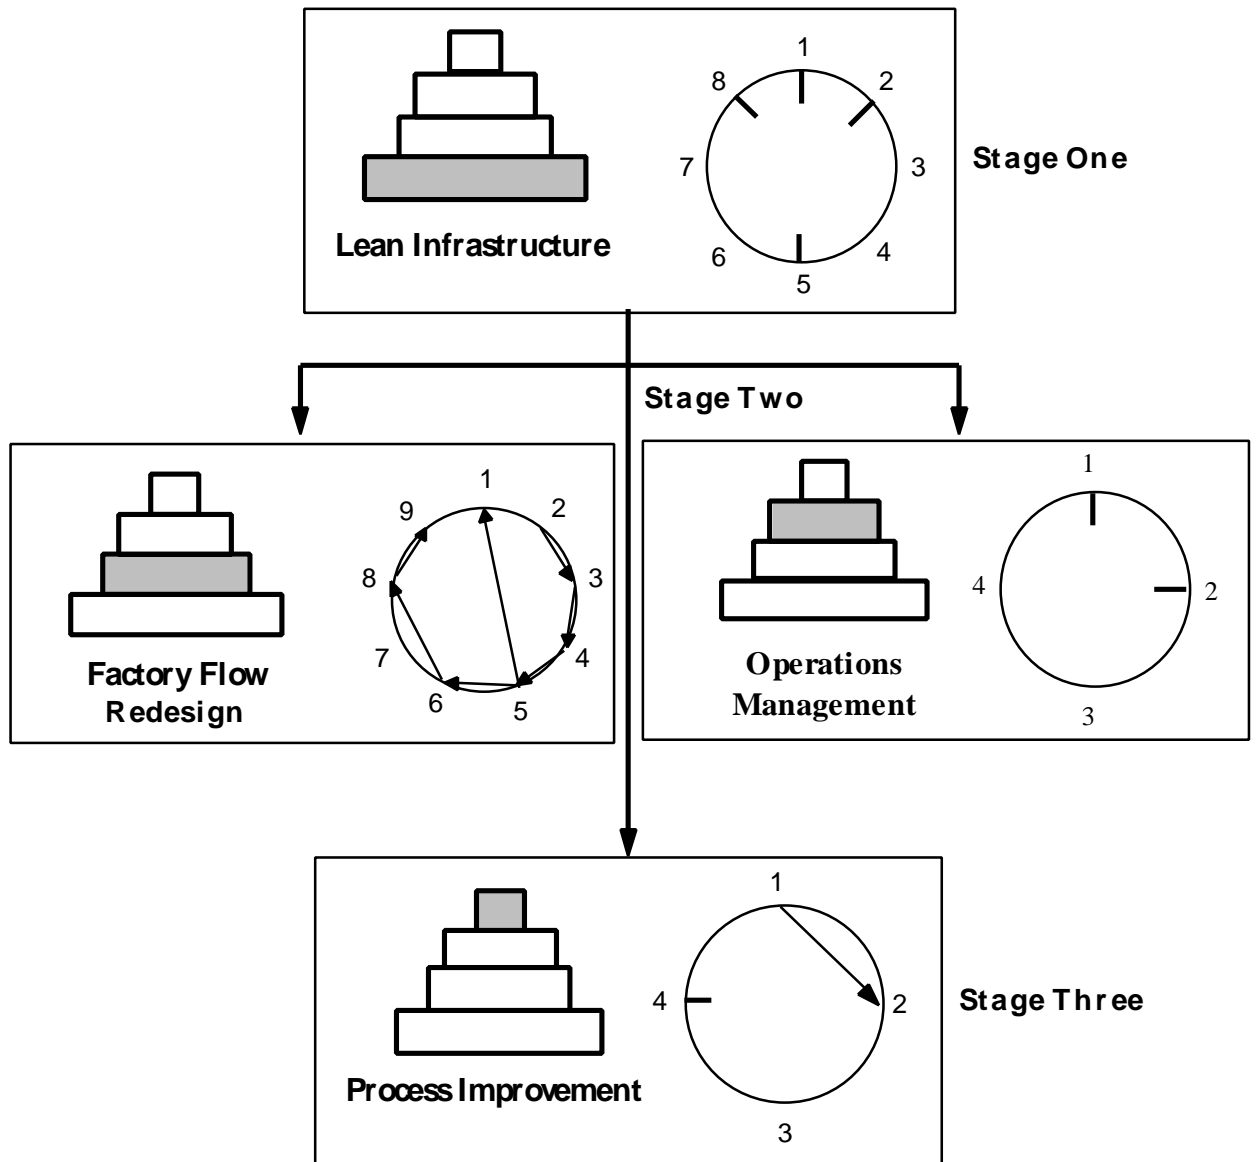 1
8
2
Stage One
7
3
Lean Infrastructure
6
4
5
Stage Two
1
9
2
8
3
7
4
Factory Flow
Redesign
6
5
1
4
2
Operations
Management
3
1
4
2
Stage Three
Process Improvement
3